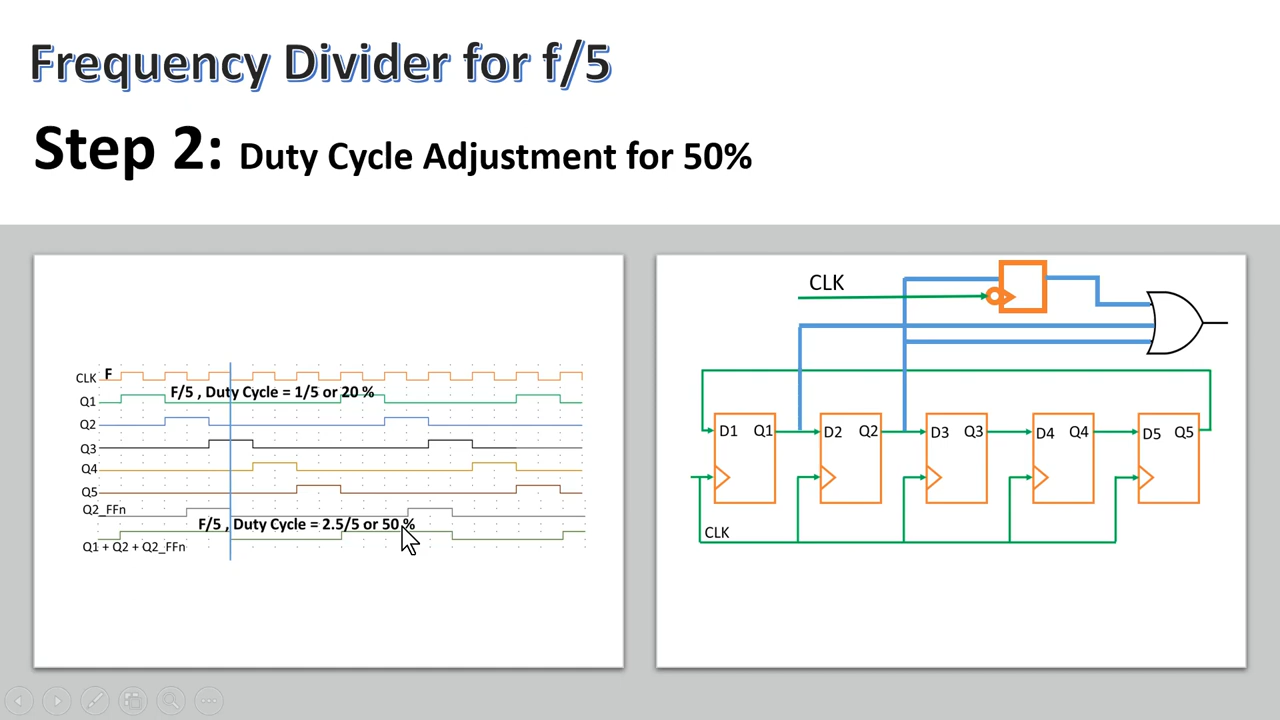 Frequency Divider for f/5
Step 2: Duty Cycle Adjustment for 50%
CLK F
F/5 , Duty Cycle = 1/5 or 20 %
Q1
Q2
Q3
Q4
Q5
Q2_FFn
F/5 , Duty Cycle = 2.5/5 or 50 %
Q1 + Q2 + Q2_FFn
CLK
D1 Q1 D2 Q2 D3 Q3 D4 Q4 D5 Q5
CLK